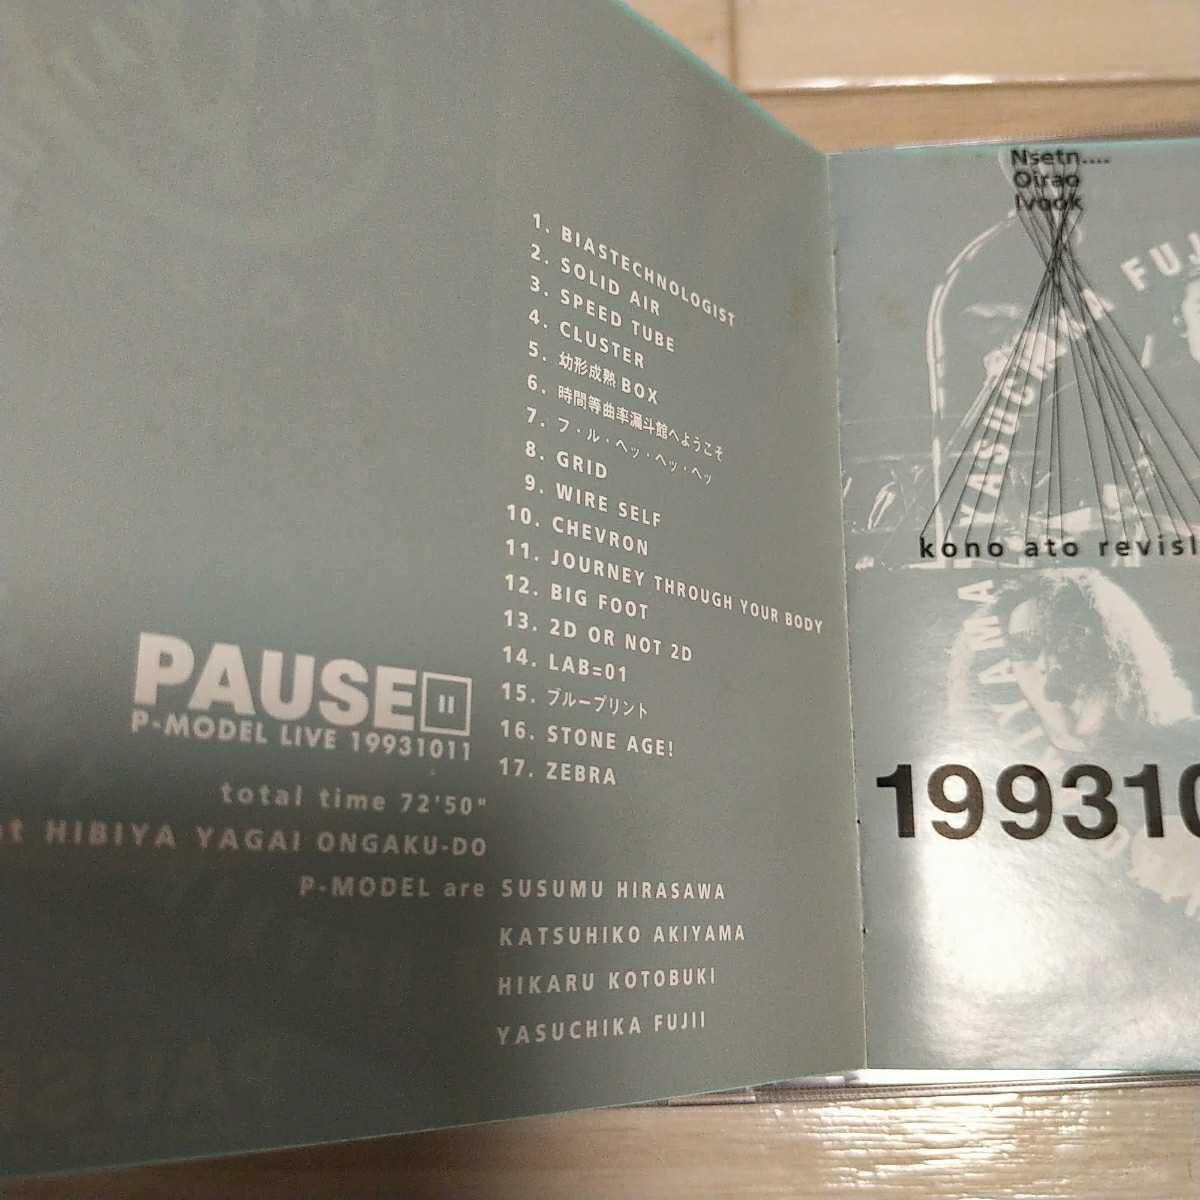 1. BIASTECHNOLOGIST
2. SOLID AIR
3. SPEED TUBE
4. CLUSTER
5. 幼形成熟BOX
6. 時間等曲率漏斗館へようこそ
7. フ・ル・ヘッ・ヘッ・ヘッ
8. GRID
9. WIRE SELF
10. CHEVRON
11. JOURNEY THROUGH YOUR BODY
12. BIG FOOT
13. 2D OR NOT 2D
14. LAB=01
15. ブループリント
16. STONE AGE!
17. ZEBRA
PAUSE
P-MODEL LIVE 19931011
total time 72'50"
at HIBIYA YAGAI ONGAKU-DO
P-MODEL are SUSUMU HIRASAWA
KATSUHIKO AKIYAMA
HIKARU KOTOBUKI
YASUCHIKA FUJII
Nsetn....
Oirao
Ivqok
YASUCHIKA FUJ
kono ato revisl
YAMA
199310